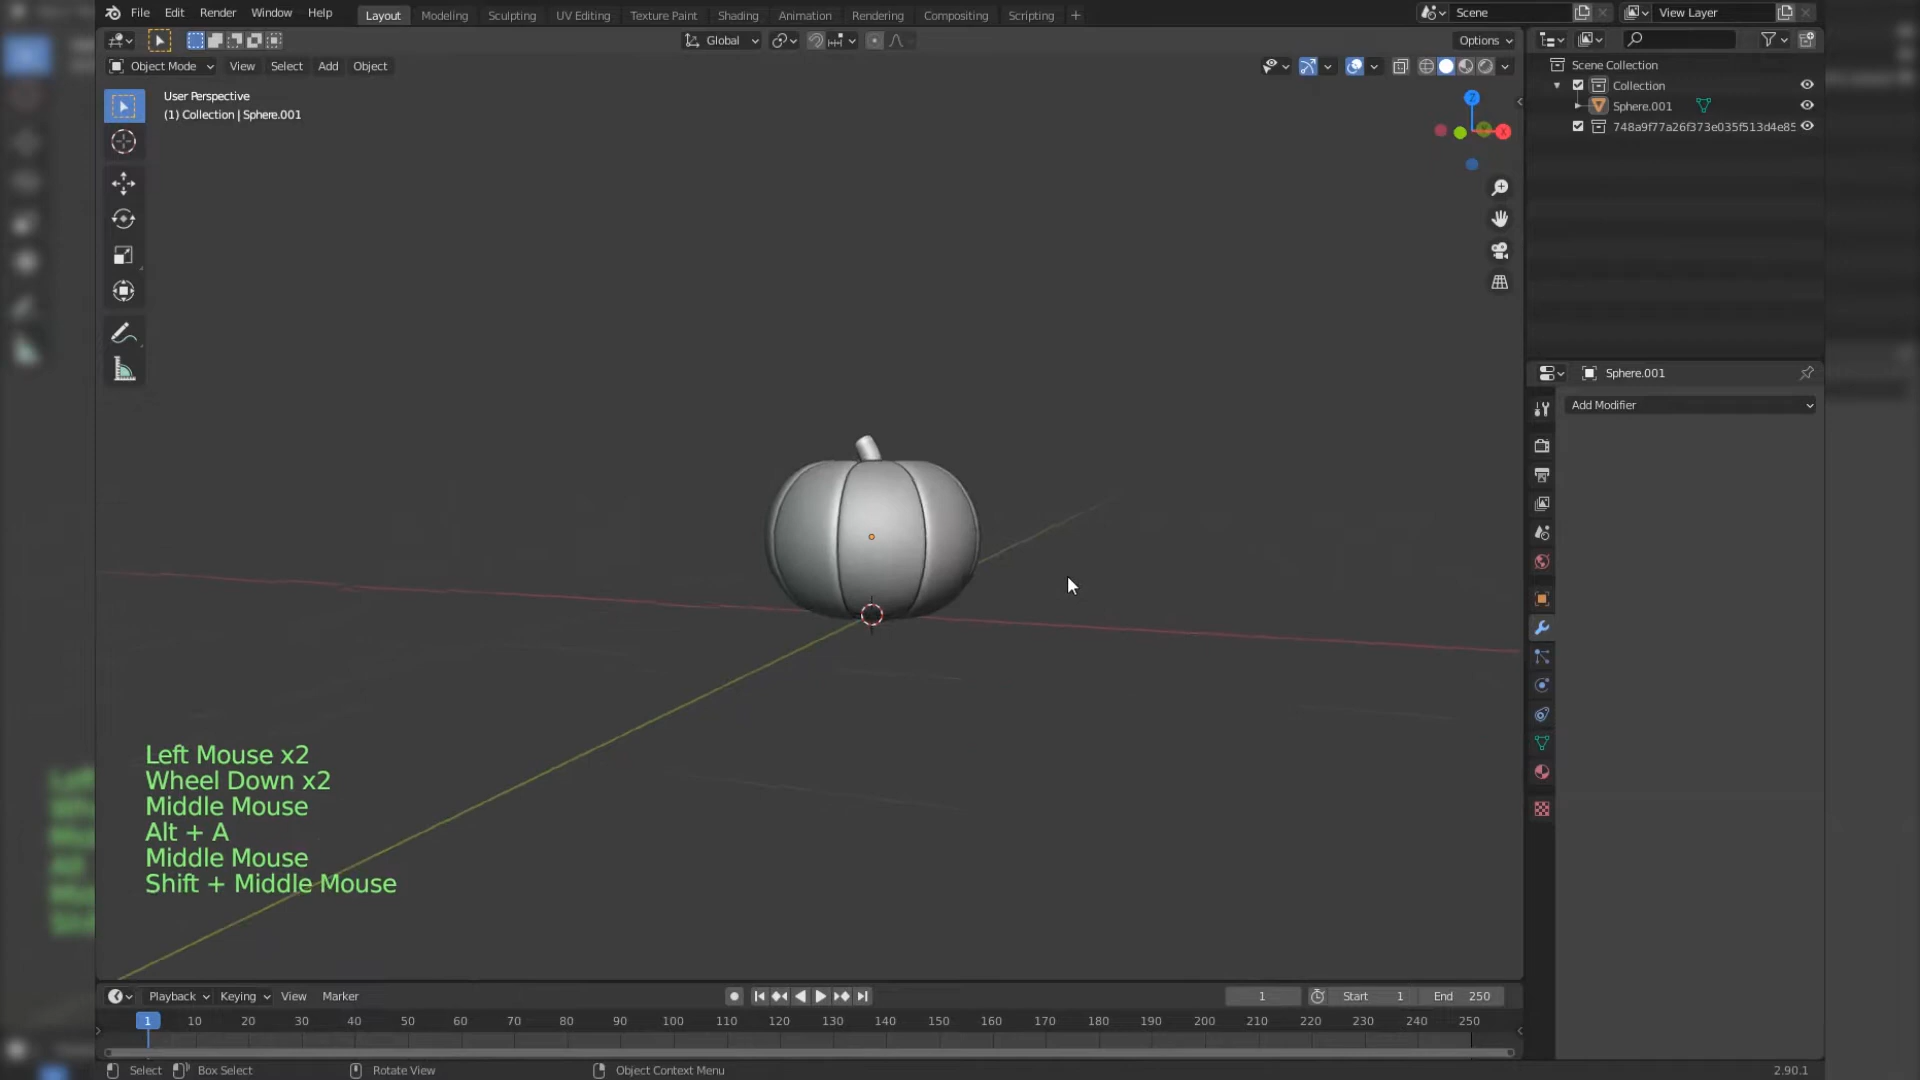 File Edit Render Window Help Layout Modeling Sculpting UV Editing Texture Paint Shading Animation Rendering Compositing Scripting + Scene View Layer
Global Options
Object Mode View Select Add Object
User Perspective
(1) Collection | Sphere.001
Z
X
Scene Collection
Collection
Sphere.001
748a9f77a26f373e035f513d4e85
Sphere.001
Add Modifier
Left Mouse x2
Wheel Down x2
Middle Mouse
Alt + A
Middle Mouse
Shift + Middle Mouse
Playback Keying View Marker 1 Start 1 End 250
1 10 20 30 40 50 60 70 80 90 100 110 120 130 140 150 160 170 180 190 200 210 220 230 240 250
Select Box Select Rotate View Object Context Menu 2.90.1